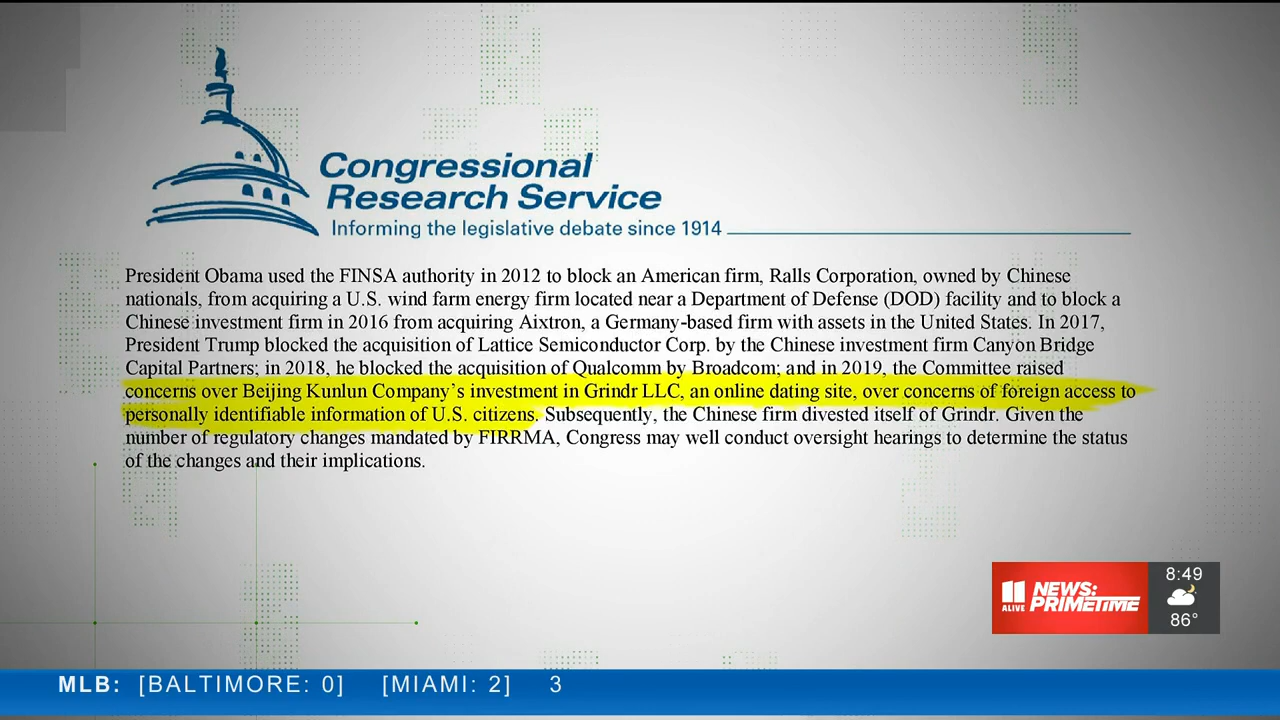 Congressional
Research Service
Informing the legislative debate since 1914
President Obama used the FINSA authority in 2012 to block an American firm, Ralls Corporation, owned by Chinese
nationals, from acquiring a U.S. wind farm energy firm located near a Department of Defense (DOD) facility and to block a
Chinese investment firm in 2016 from acquiring Aixtron, a Germany-based firm with assets in the United States. In 2017,
President Trump blocked the acquisition of Lattice Semiconductor Corp. by the Chinese investment firm Canyon Bridge
Capital Partners; in 2018, he blocked the acquisition of Qualcomm by Broadcom; and in 2019, the Committee raised
concerns over Beijing Kunlun Company's investment in Grindr LLC, an online dating site, over concerns of foreign access to
personally identifiable information of U.S. citizens. Subsequently, the Chinese firm divested itself of Grindr. Given the
number of regulatory changes mandated by FIRRMA, Congress may well conduct oversight hearings to determine the status
of the changes and their implications.
11 ALIVE NEWS: PRIMETIME
8:49
86°
MLB: [BALTIMORE: 0] [MIAMI: 2] 3